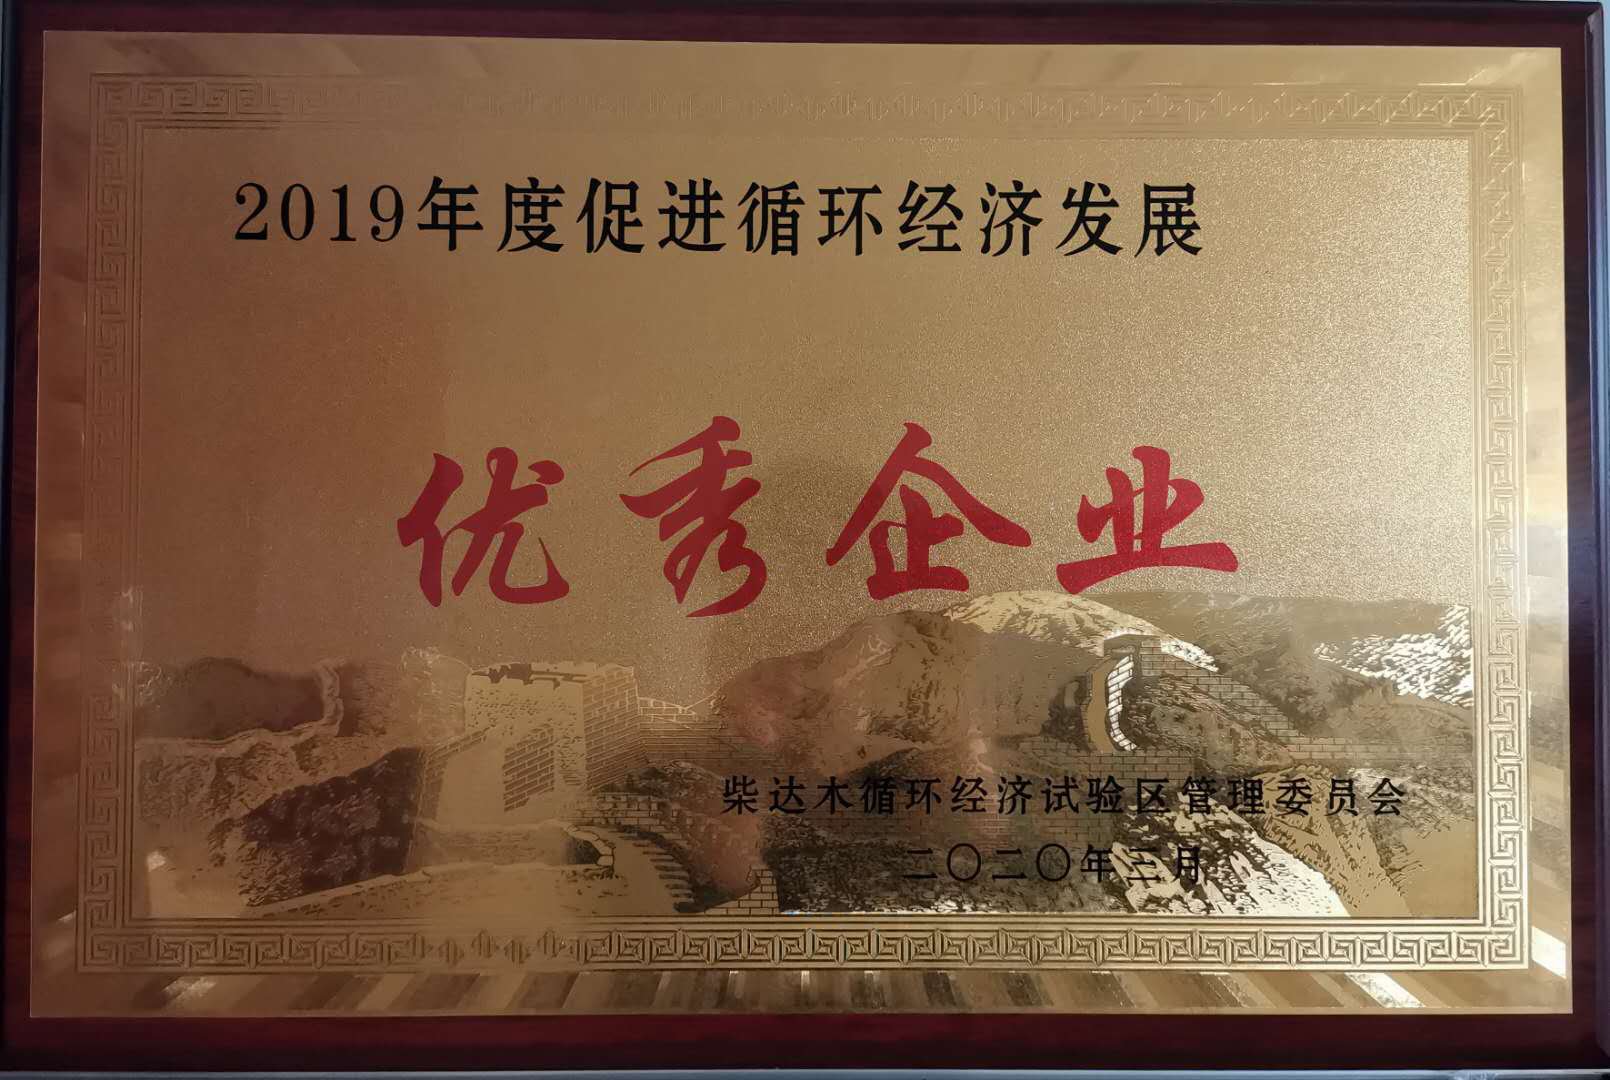 2019年度促进循环经济发展
优秀企业
柴达木循环经济试验区管理委员会
二〇二〇年三月